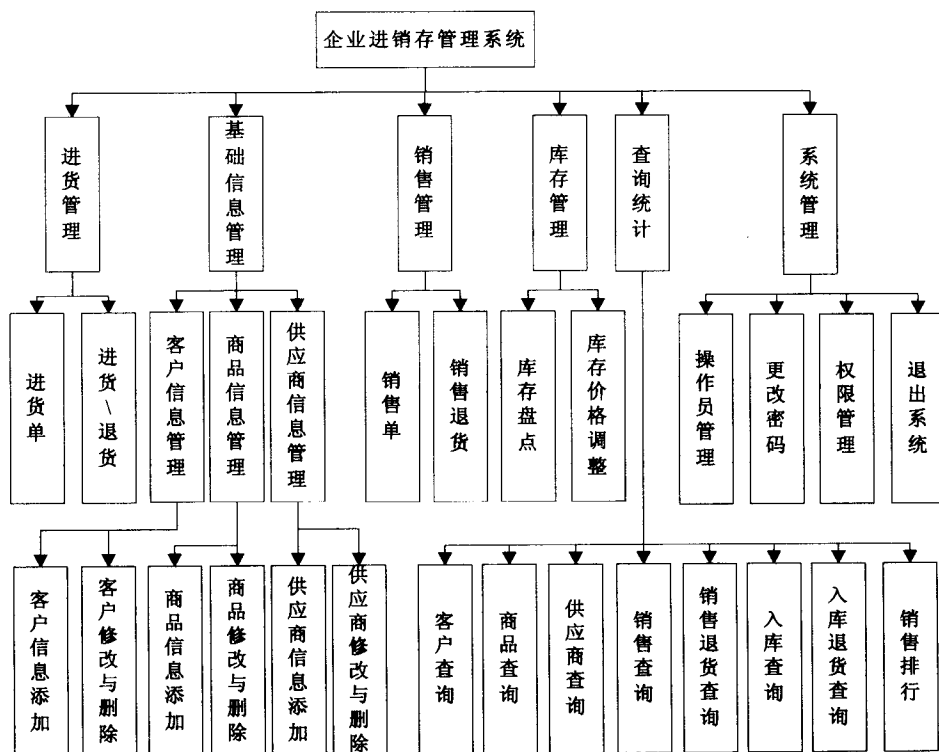 企业进销存管理系统
进货管理
基础信息管理
销售管理
库存管理
查询统计
系统管理
进货单
进货\退货
客户信息管理
商品信息管理
供应商信息管理
销售单
销售退货
库存盘点
库存价格调整
操作员管理
更改密码
权限管理
退出系统
客户信息添加
客户修改与删除
商品信息添加
商品修改与删除
供应商信息添加
供应商修改与删除
客户查询
商品查询
供应商查询
销售查询
销售退货查询
入库查询
入库退货查询
销售排行